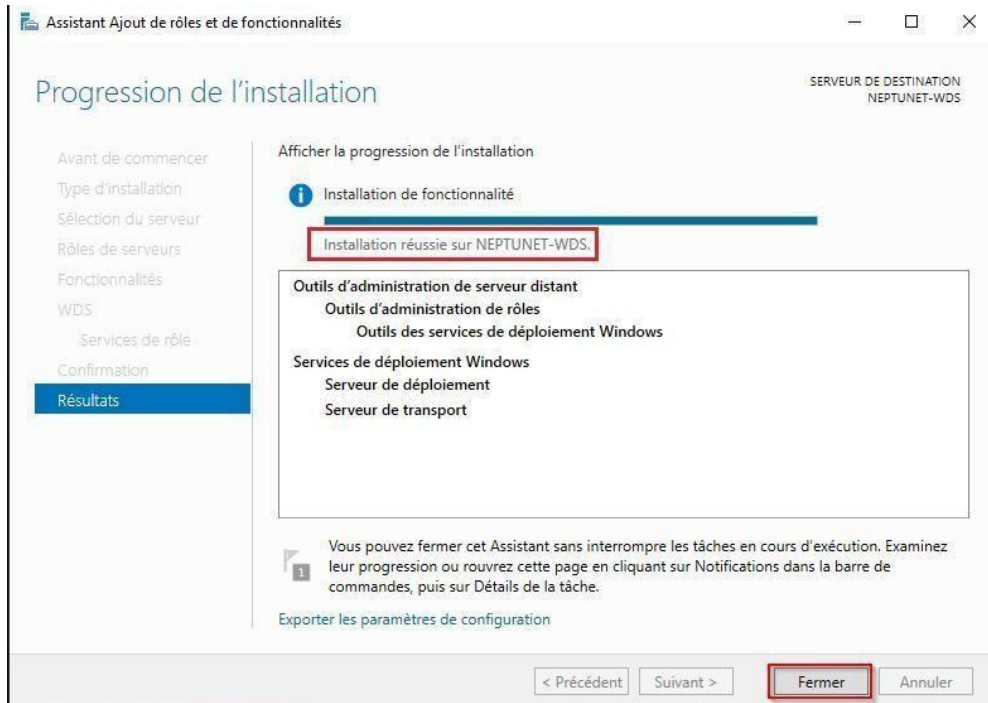 Assistant Ajout de rôles et de fonctionnalités
Progression de l'installation
SERVEUR DE DESTINATION
NEPTUNET-WDS
Avant de commencer
Type d'installation
Sélection du serveur
Rôles de serveurs
Fonctionnalités
WDS
Services de rôle
Confirmation
Résultats
Afficher la progression de l'installation
Installation de fonctionnalité
Installation réussie sur NEPTUNET-WDS.
Outils d'administration de serveur distant
Outils d'administration de rôles
Outils des services de déploiement Windows
Services de déploiement Windows
Serveur de déploiement
Serveur de transport
1
Vous pouvez fermer cet Assistant sans interrompre les tâches en cours d'exécution. Examinez
leur progression ou rouvrez cette page en cliquant sur Notifications dans la barre de
commandes, puis sur Détails de la tâche.
Exporter les paramètres de configuration
< Précédent
Suivant >
Fermer
Annuler